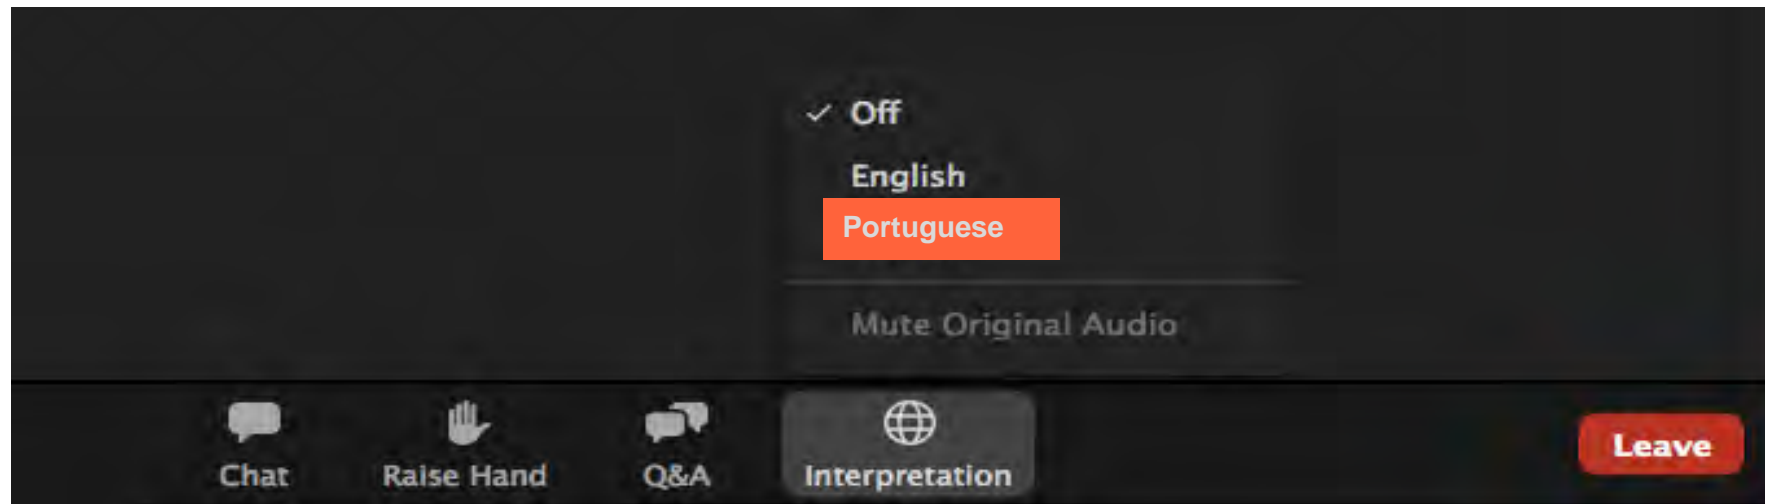 Off
English
Portuguese
Mute Original Audio
Chat
Raise Hand
Q&A
Interpretation
Leave